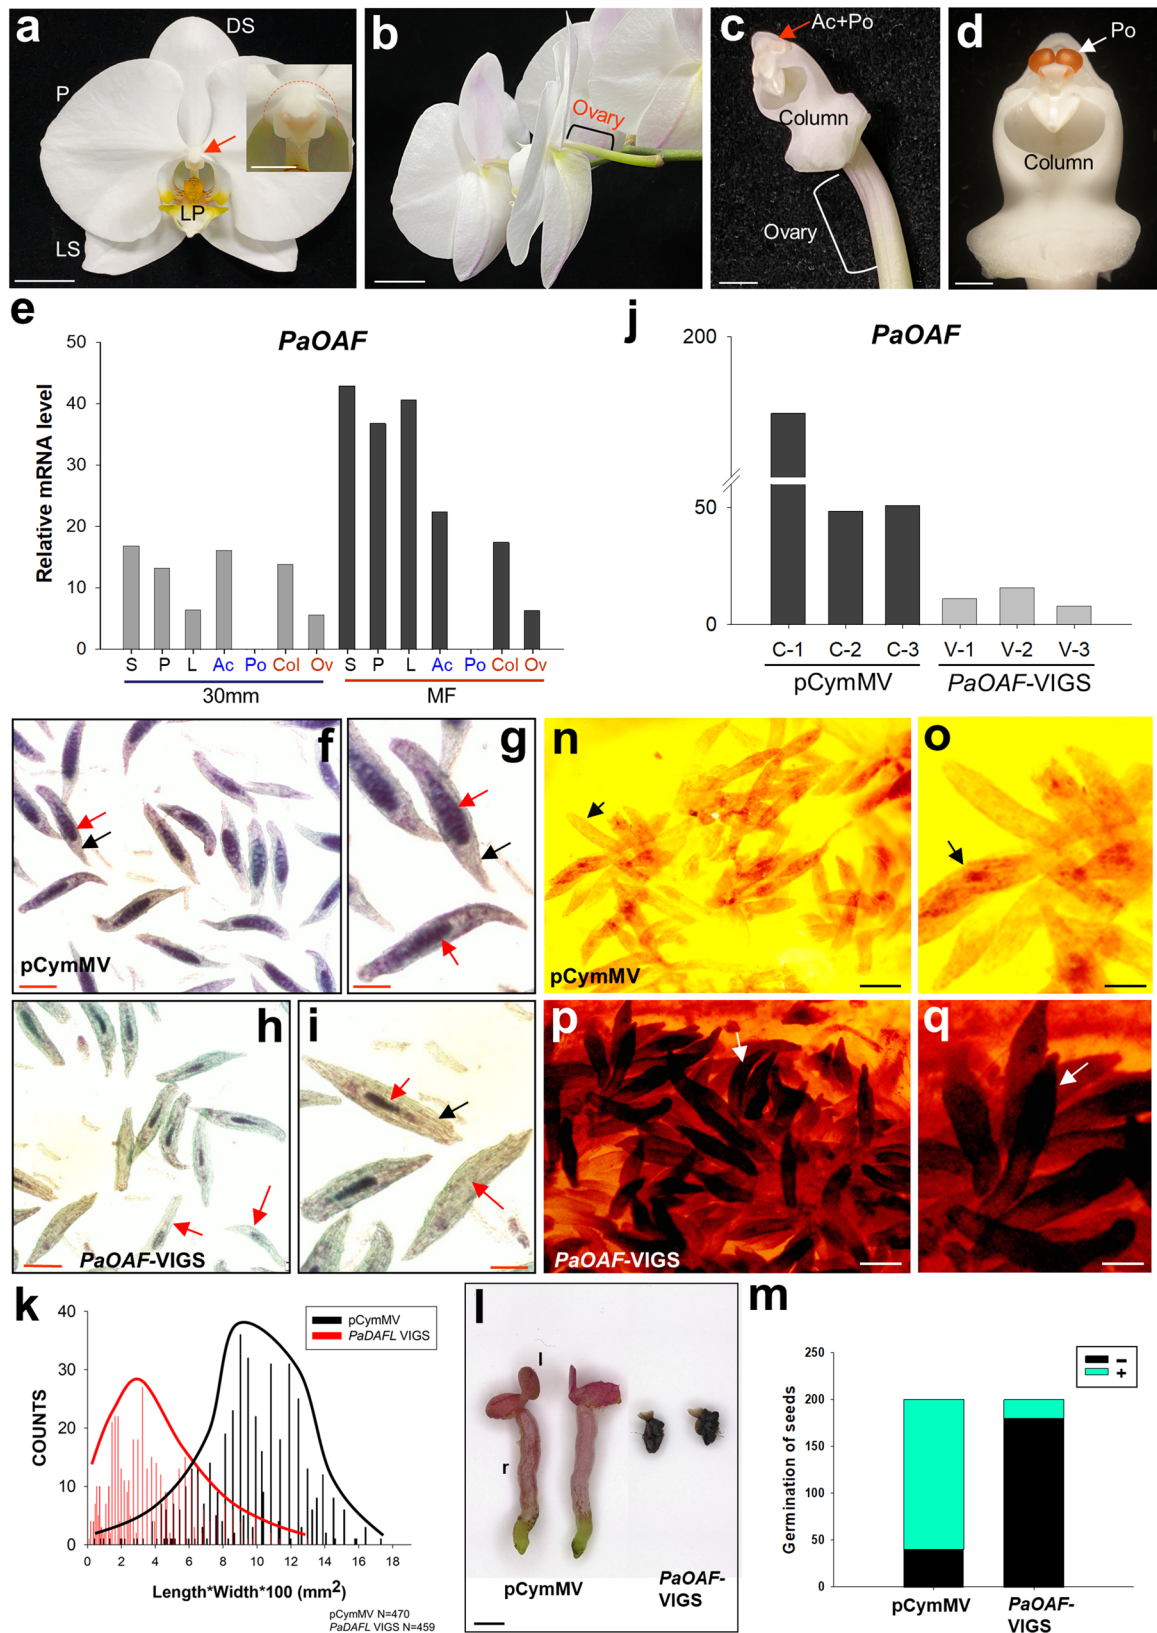 a
DS
P
LP
LS
b
Ovary
c
Ac+Po
Column
Ovary
d
Po
Column
e
PaOAF
Relative mRNA level
50
40
30
20
10
0
S P L Ac Po Col Ov S P L Ac Po Col Ov
30mm MF
j
PaOAF
200
50
0
C-1 C-2 C-3 V-1 V-2 V-3
pCymMV PaOAF-VIGS
f
pCymMV
g
h
PaOAF-VIGS
i
n
pCymMV
o
p
PaOAF-VIGS
q
k
40
30
20
10
0
COUNTS
pCymMV
PaDAFL VIGS
0 2 4 6 8 10 12 14 16 18
Length*Width*100 (mm2)
pCymMV N=470
PaDAFL VIGS N=459
l
l
r
pCymMV
PaOAF-
VIGS
m
Germination of seeds
250
200
150
100
50
0
-
+
pCymMV
PaOAF-
VIGS